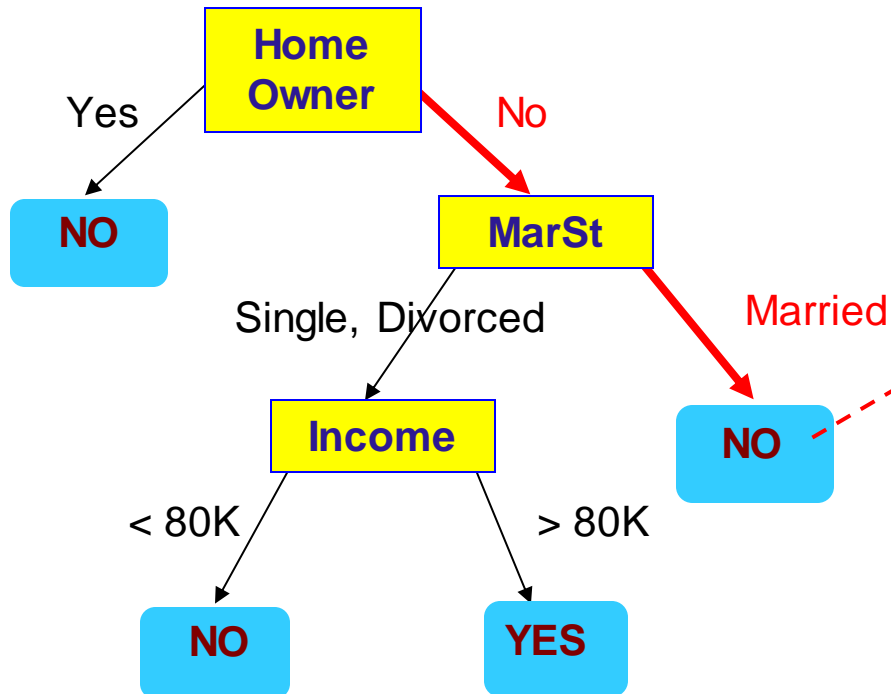 Home
Owner
Yes
No
NO
MarSt
Single, Divorced
Married
Income
NO
< 80K
> 80K
NO
YES